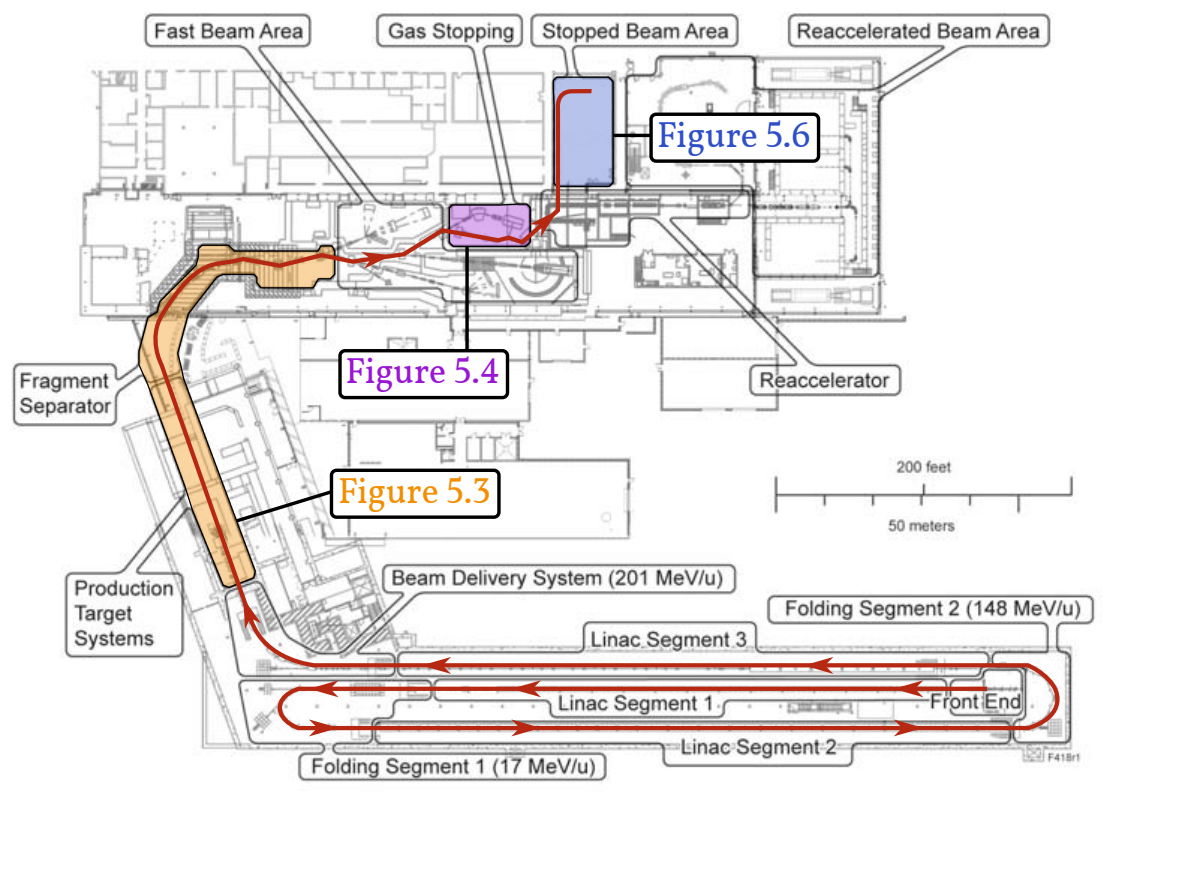 Fast Beam Area
Gas Stopping
Stopped Beam Area
Reaccelerated Beam Area
Figure 5.6
Figure 5.4
Fragment
Separator
Reaccelerator
200 feet
50 meters
Figure 5.3
Production
Target
Systems
Beam Delivery System (201 MeV/u)
Folding Segment 2 (148 MeV/u)
Linac Segment 3
Front End
Linac Segment 1
Linac Segment 2
Folding Segment 1 (17 MeV/u)
F418r1